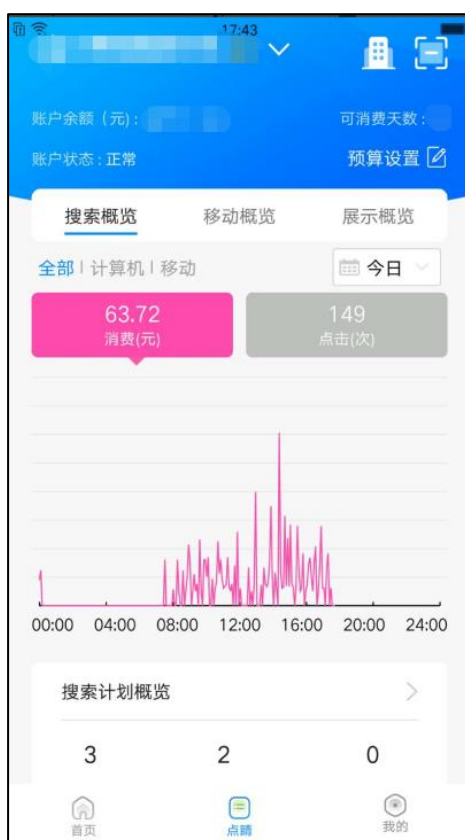 17:43
账户余额（元）:
可消费天数:
账户状态:正常
预算设置
搜索概览 移动概览 展示概览
全部 | 计算机 | 移动
今日
63.72 149
消费(元) 点击(次)
00:00 04:00 08:00 12:00 16:00 20:00 24:00
搜索计划概览
3 2 0
首页 点睛 我的